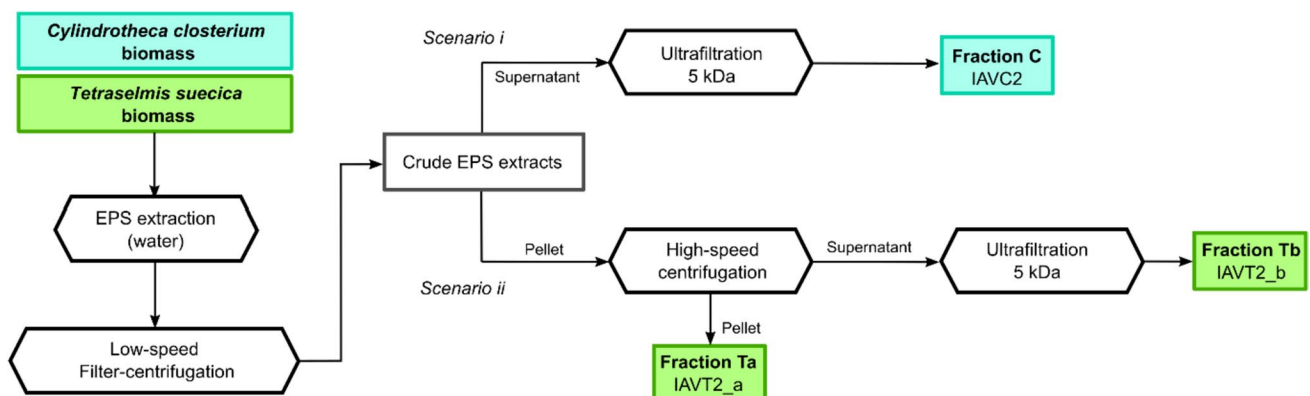 Cylindrotheca closterium
biomass
Tetraselmis suecica
biomass
EPS extraction
(water)
Low-speed
Filter-centrifugation
Crude EPS extracts
Scenario i
Supernatant
Ultrafiltration
5 kDa
Fraction C
IAVC2
Scenario ii
Pellet
High-speed
centrifugation
Pellet
Fraction Ta
IAVT2_a
Supernatant
Ultrafiltration
5 kDa
Fraction Tb
IAVT2_b